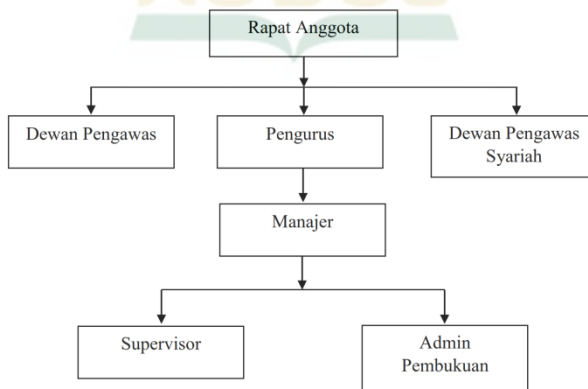 Rapat Anggota
Dewan Pengawas
Pengurus
Dewan Pengawas
Syariah
Manajer
Supervisor
Admin
Pembukuan